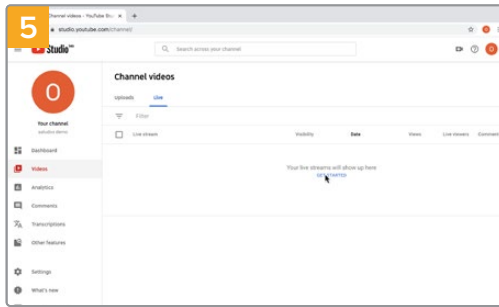 5
Channel videos - YouTube Stu
studio.youtube.com/channel/
Studio
Search across your channel
O
O
Your channel
Channel videos
Uploads
Live
Filter
Live stream
Visibility
Date
Views
Live viewers
Comment
Your live streams will show up here
GET STARTED
Dashboard
Videos
Analytics
Comments
Transcriptions
Other features
Settings
What's new